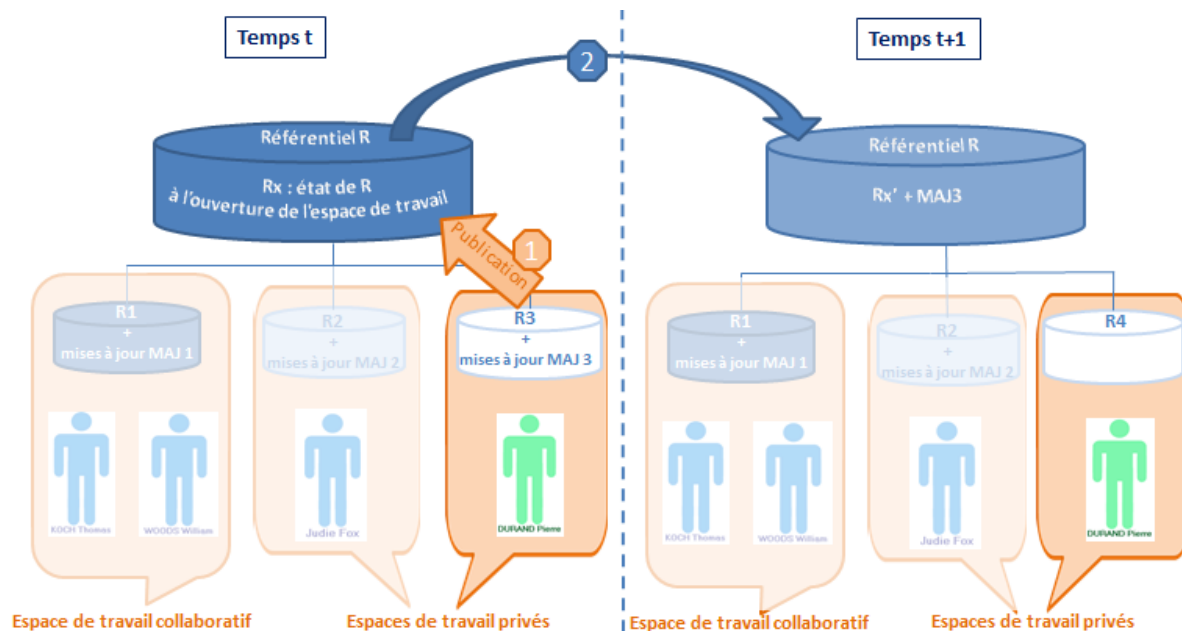 Temps t
Temps t+1
2
Référentiel R
Rx : état de R
à l'ouverture de l'espace de travail
Référentiel R
Rx' + MAJ3
1
Publication
R1
+
mises à jour MAJ 1
R2
+
mises à jour MAJ 2
R3
+
mises à jour MAJ 3
R1
+
mises à jour MAJ 1
R2
+
mises à jour MAJ 2
R4
KOCH Thomas
WOODS William
Judie Fox
DURAND Pierre
KOCH Thomas
WOODS William
Judie Fox
DURAND Pierre
Espace de travail collaboratif
Espaces de travail privés
Espace de travail collaboratif
Espaces de travail privés